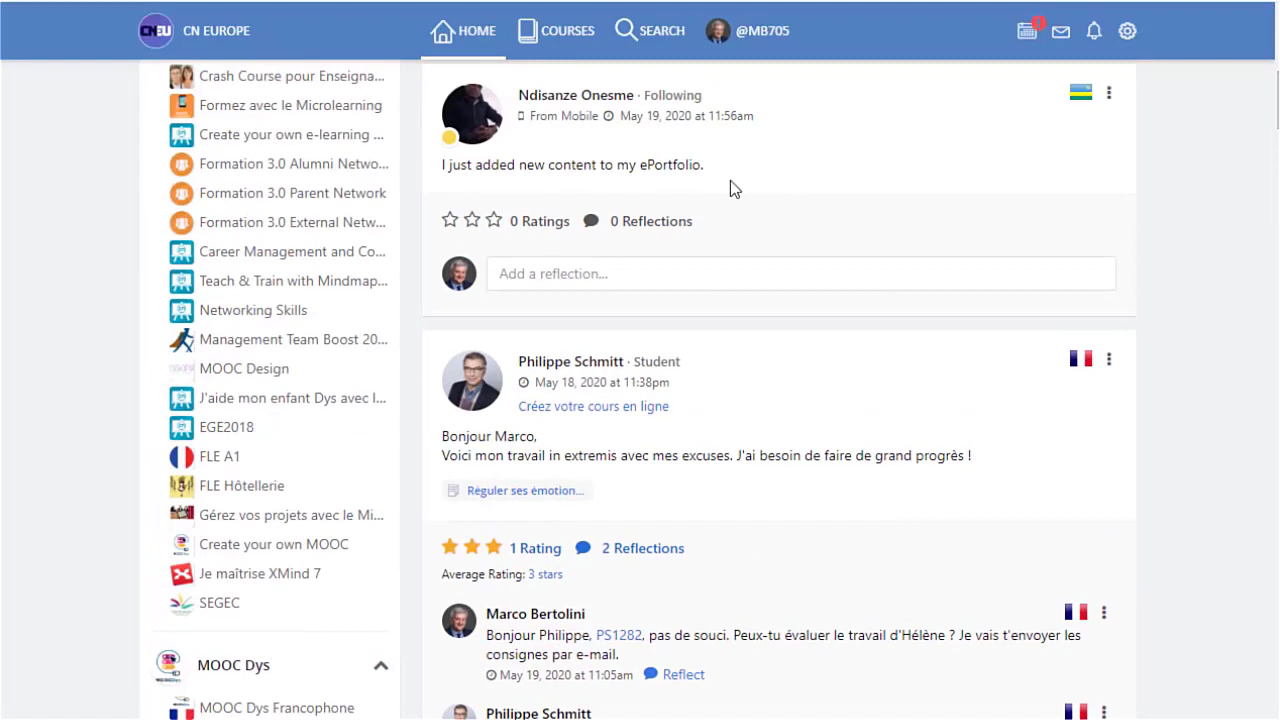 CNEU CN EUROPE HOME COURSES SEARCH @MB705
Crash Course pour Enseigna...
Formez avec le Microlearning
Create your own e-learning ...
Formation 3.0 Alumni Netwo...
Formation 3.0 Parent Network
Formation 3.0 External Netw...
Career Management and Co...
Teach & Train with Mindmap...
Networking Skills
Management Team Boost 20...
MOOC Design
J'aide mon enfant Dys avec l...
EGE2018
FLE A1
FLE Hôtellerie
Gérez vos projets avec le Mi...
Create your own MOOC
Je maîtrise XMind 7
SEGEC
MOOC Dys
MOOC Dys Francophone
Ndisanze Onesme · Following
From Mobile May 19, 2020 at 11:56am
I just added new content to my ePortfolio.
0 Ratings 0 Reflections
Add a reflection...
Philippe Schmitt · Student
May 18, 2020 at 11:38pm
Créez votre cours en ligne
Bonjour Marco,
Voici mon travail in extremis avec mes excuses. J'ai besoin de faire de grand progrès !
Réguler ses émotion...
1 Rating 2 Reflections
Average Rating: 3 stars
Marco Bertolini
Bonjour Philippe, PS1282, pas de souci. Peux-tu évaluer le travail d'Hélène ? Je vais t'envoyer les
consignes par e-mail.
May 19, 2020 at 11:05am Reflect
Philippe Schmitt